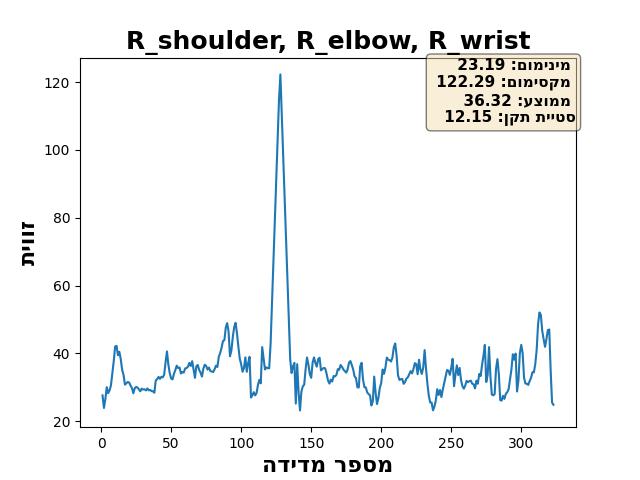 R_shoulder, R_elbow, R_wrist
מינימום: 23.19
מקסימום: 122.29
ממוצע: 36.32
סטיית תקן: 12.15
זווית
120
100
80
60
40
20
0 50 100 150 200 250 300
מספר מדידה